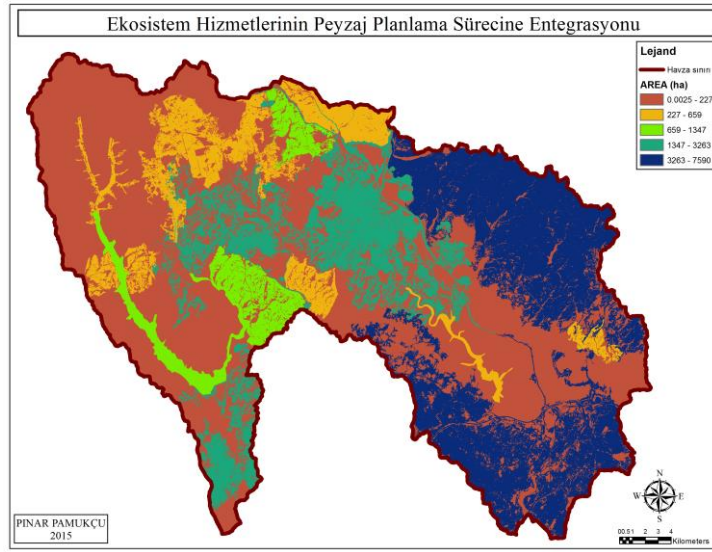 Ekosistem Hizmetlerinin Peyzaj Planlama Sürecine Entegrasyonu
Lejand
Havza sınırı
AREA (ha)
0.0025 - 227
227 - 659
659 - 1347
1347 - 3263
3263 - 7590
N
W E
S
0 0.5 1 2 3 4
Kilometers
PINAR PAMUKÇU
2015